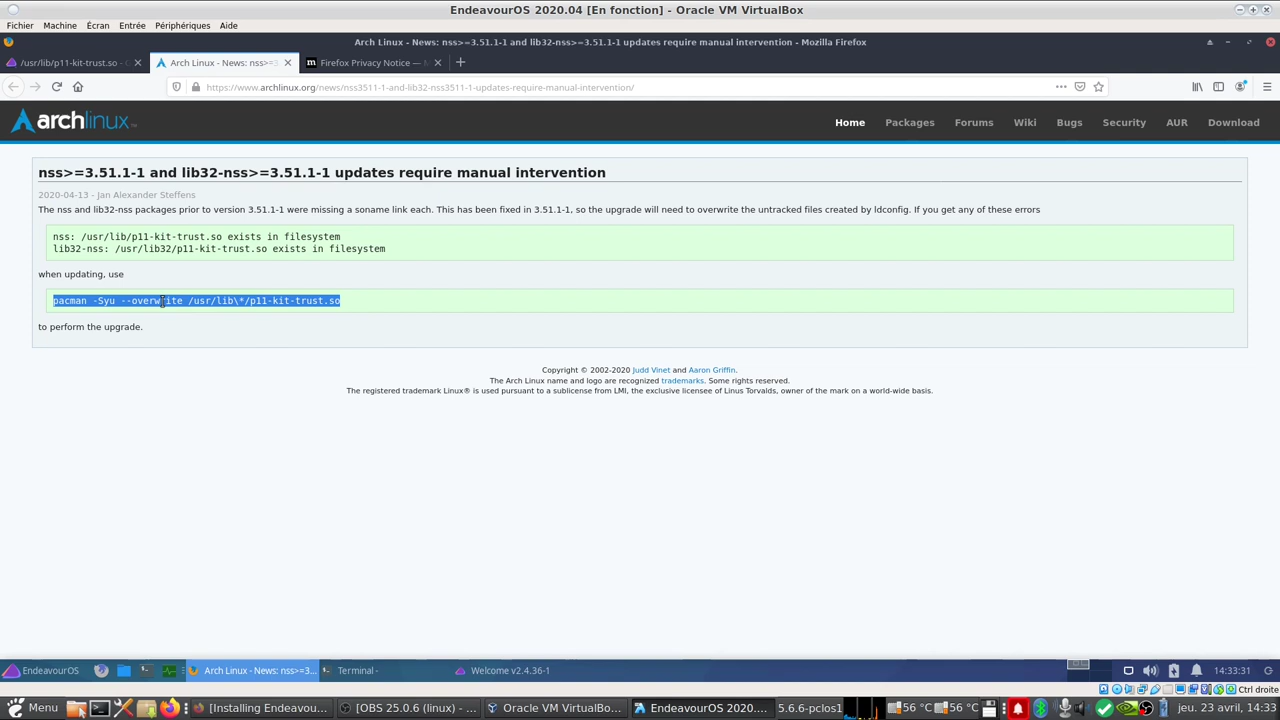 EndeavourOS 2020.04 [En fonction] - Oracle VM VirtualBox
Fichier Machine Écran Entrée Périphériques Aide
Arch Linux - News: nss>=3.51.1-1 and lib32-nss>=3.51.1-1 updates require manual intervention - Mozilla Firefox
/usr/lib/p11-kit-trust.so - Arch Linux - News: nss>= Firefox Privacy Notice —
https://www.archlinux.org/news/nss3511-1-and-lib32-nss3511-1-updates-require-manual-intervention/
archlinux Home Packages Forums Wiki Bugs Security AUR Download
nss>=3.51.1-1 and lib32-nss>=3.51.1-1 updates require manual intervention
2020-04-13 - Jan Alexander Steffens
The nss and lib32-nss packages prior to version 3.51.1-1 were missing a soname link each. This has been fixed in 3.51.1-1, so the upgrade will need to overwrite the untracked files created by ldconfig. If you get any of these errors
nss: /usr/lib/p11-kit-trust.so exists in filesystem
lib32-nss: /usr/lib32/p11-kit-trust.so exists in filesystem
when updating, use
pacman -Syu --overwrite /usr/lib\*/p11-kit-trust.so
to perform the upgrade.
Copyright © 2002-2020 Judd Vinet and Aaron Griffin.
The Arch Linux name and logo are recognized trademarks. Some rights reserved.
The registered trademark Linux® is used pursuant to a sublicense from LMI, the exclusive licensee of Linus Torvalds, owner of the mark on a world-wide basis.
EndeavourOS Arch Linux - News: nss>=3... Terminal - Welcome v2.4.36-1 14:33:31
Ctrl droite
Menu [Installing Endeavou... [OBS 25.0.6 (linux) - ... Oracle VM VirtualBox... EndeavourOS 2020.... 5.6.6-pclos1 56 °C 56 °C jeu. 23 avril, 14:33